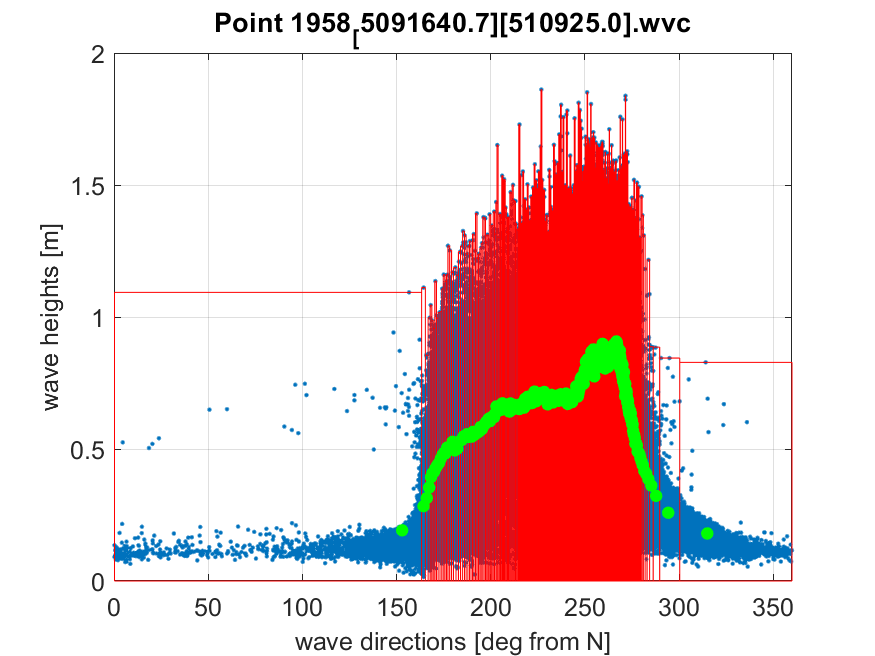 Point 1958[5091640.7][510925.0].wvc
2
1.5
1
0.5
0
wave heights [m]
0 50 100 150 200 250 300 350
wave directions [deg from N]